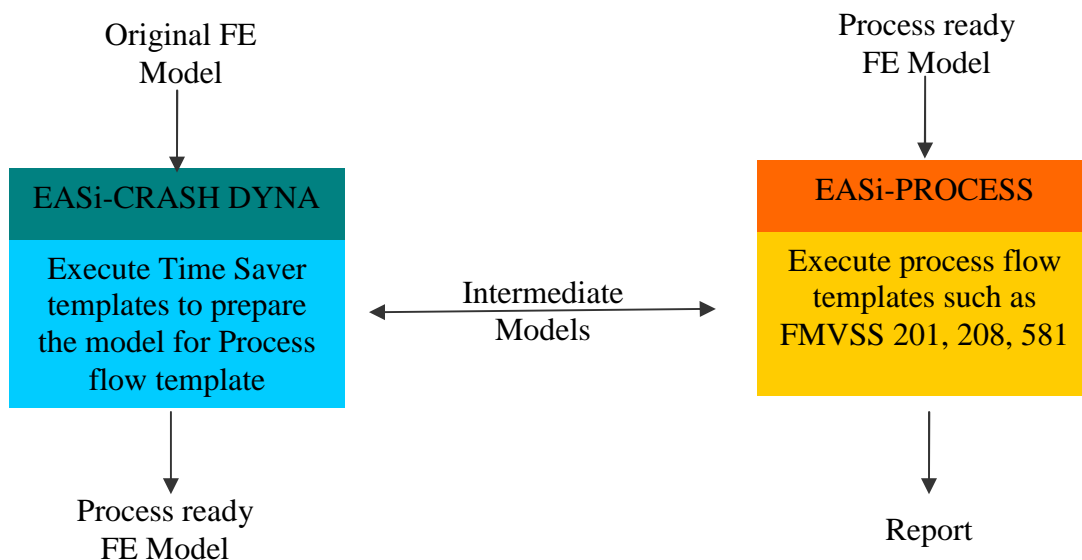 Original FE
Model
EASi-CRASH DYNA
Execute Time Saver
templates to prepare
the model for Process
flow template
Process ready
FE Model
Intermediate
Models
Process ready
FE Model
EASi-PROCESS
Execute process flow
templates such as
FMVSS 201, 208, 581
Report